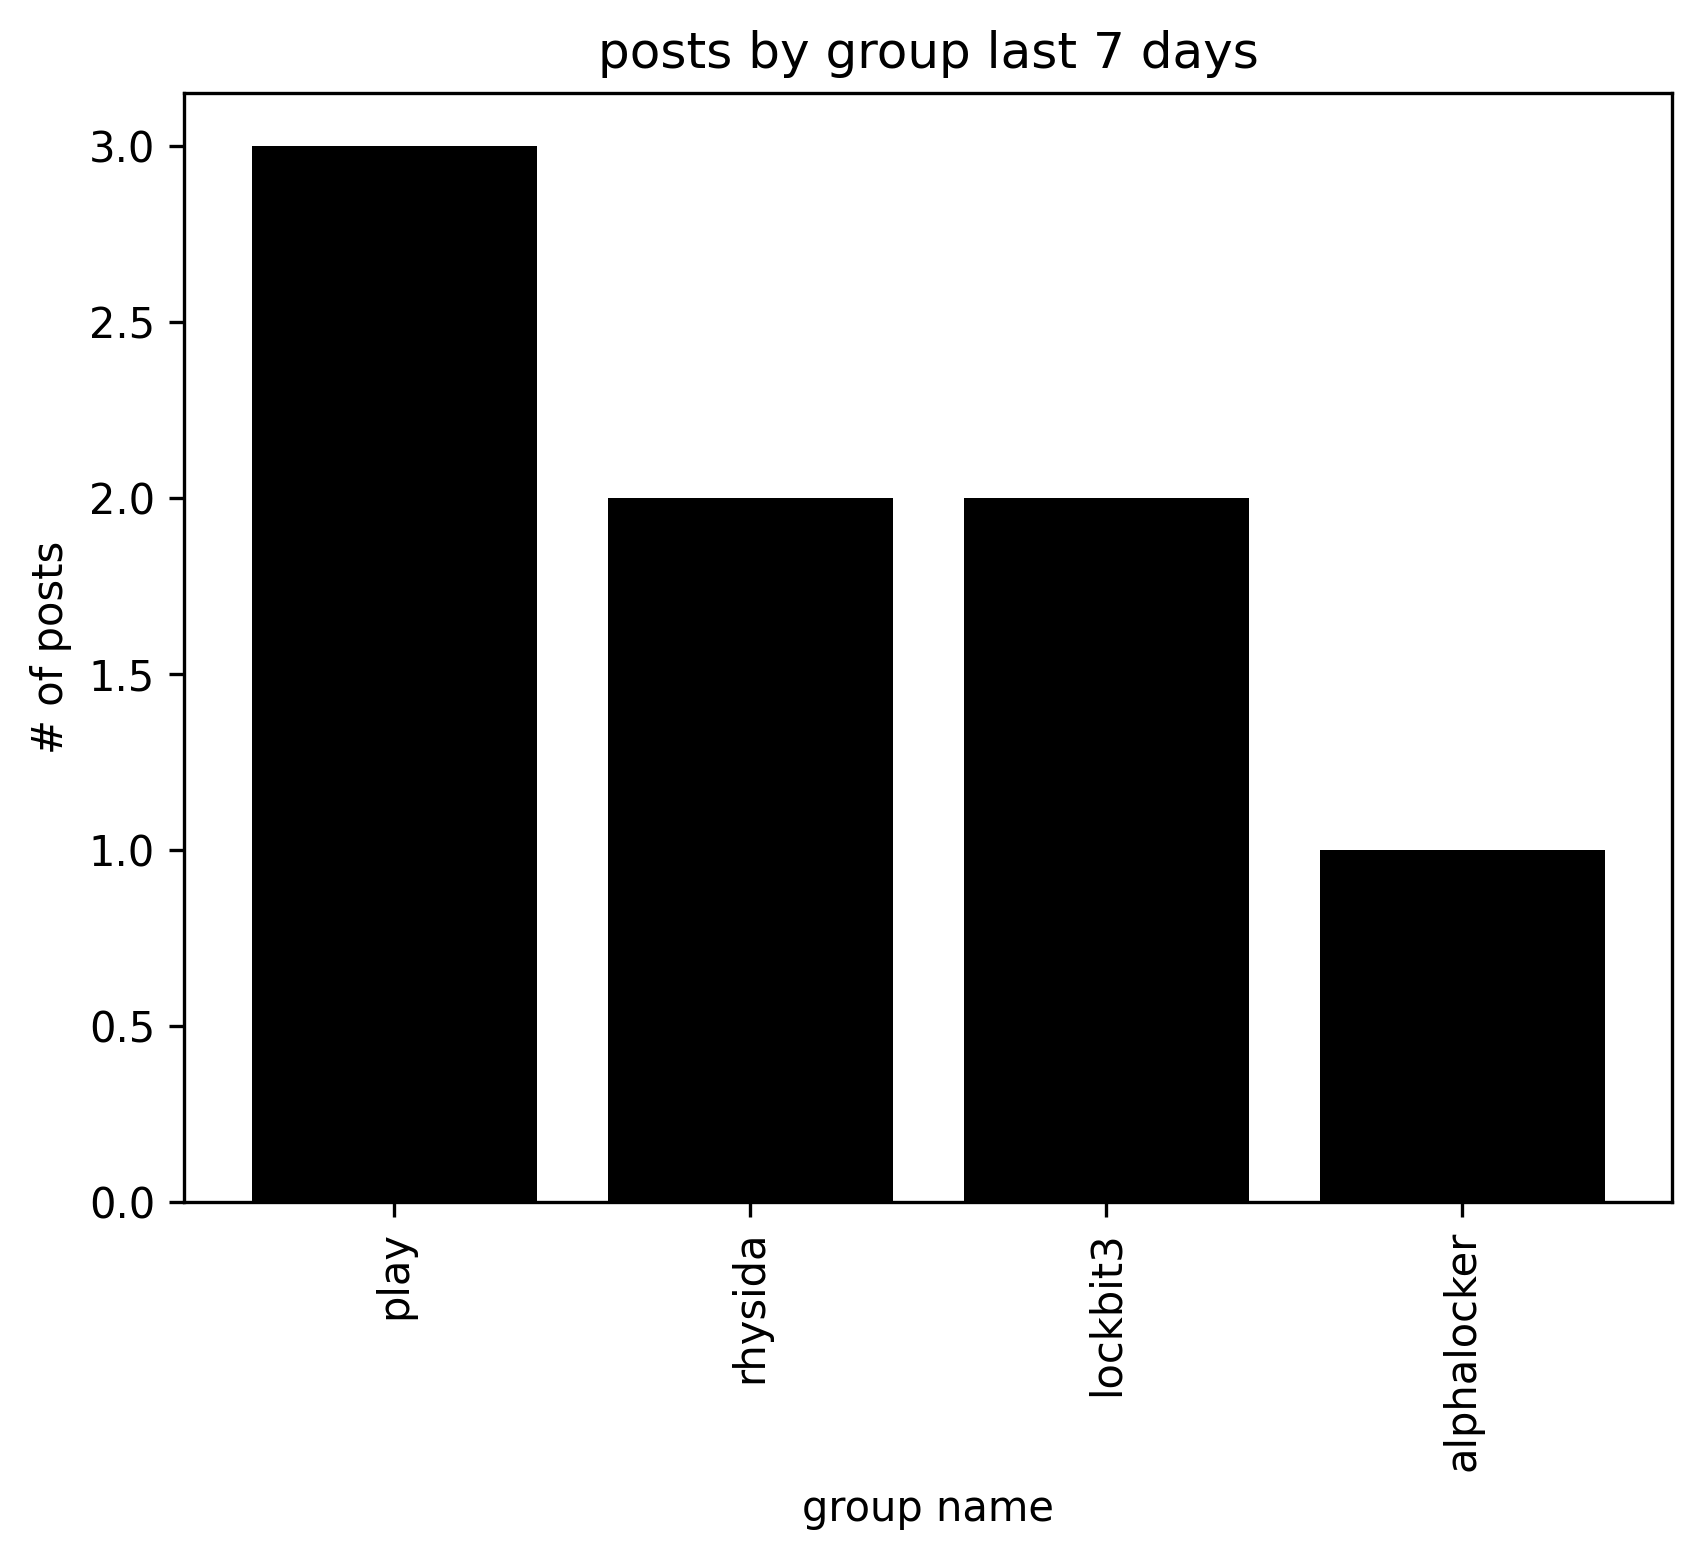 posts by group last 7 days
# of posts
3.0
2.5
2.0
1.5
1.0
0.5
0.0
play
rhysida
lockbit3
alphalocker
group name